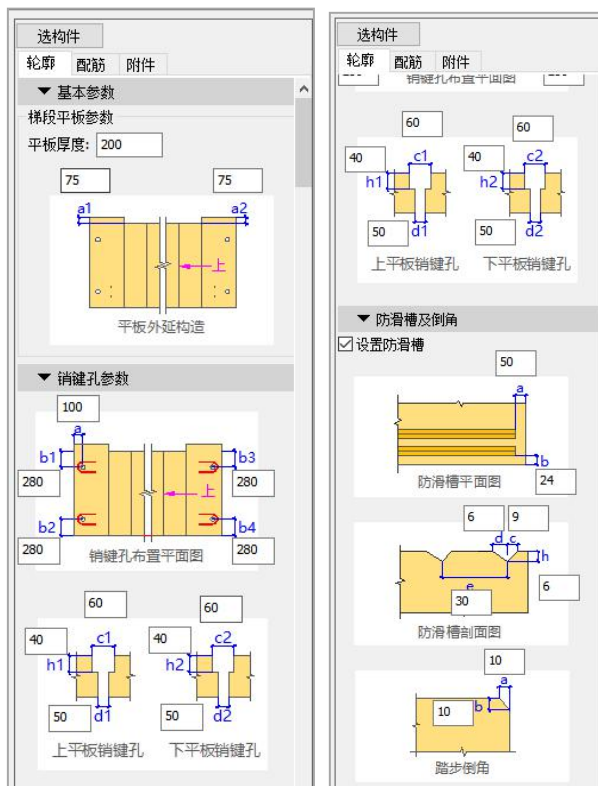 选构件
轮廓 配筋 附件
▼ 基本参数
梯段平板参数
平板厚度: 200
75 75
a1 a2
上
平板外延构造
▼ 销键孔参数
100
a
b1 b3
280 上 280
b2 b4
280 销键孔布置平面图 280
60 60
40 c1 40 c2
h1 h2
50 d1 50 d2
上平板销键孔 下平板销键孔
选构件
轮廓 配筋 附件
销键孔布置平面图
60 60
40 c1 40 c2
h1 h2
50 d1 50 d2
上平板销键孔 下平板销键孔
▼ 防滑槽及倒角
设置防滑槽
50
a
b
防滑槽平面图 24
6 9
d c
h
e 6
30
防滑槽剖面图
10
a
b 10
踏步倒角